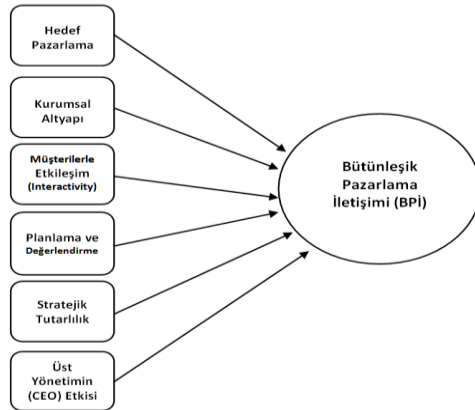 Hedef
Pazarlama
Kurumsal
Altyapı
Müşterilerle
Etkileşim
(Interactivity)
Planlama ve
Değerlendirme
Stratejik
Tutarlılık
Üst
Yönetimin
(CEO) Etkisi
Bütünleşik
Pazarlama
İletişimi (BPİ)